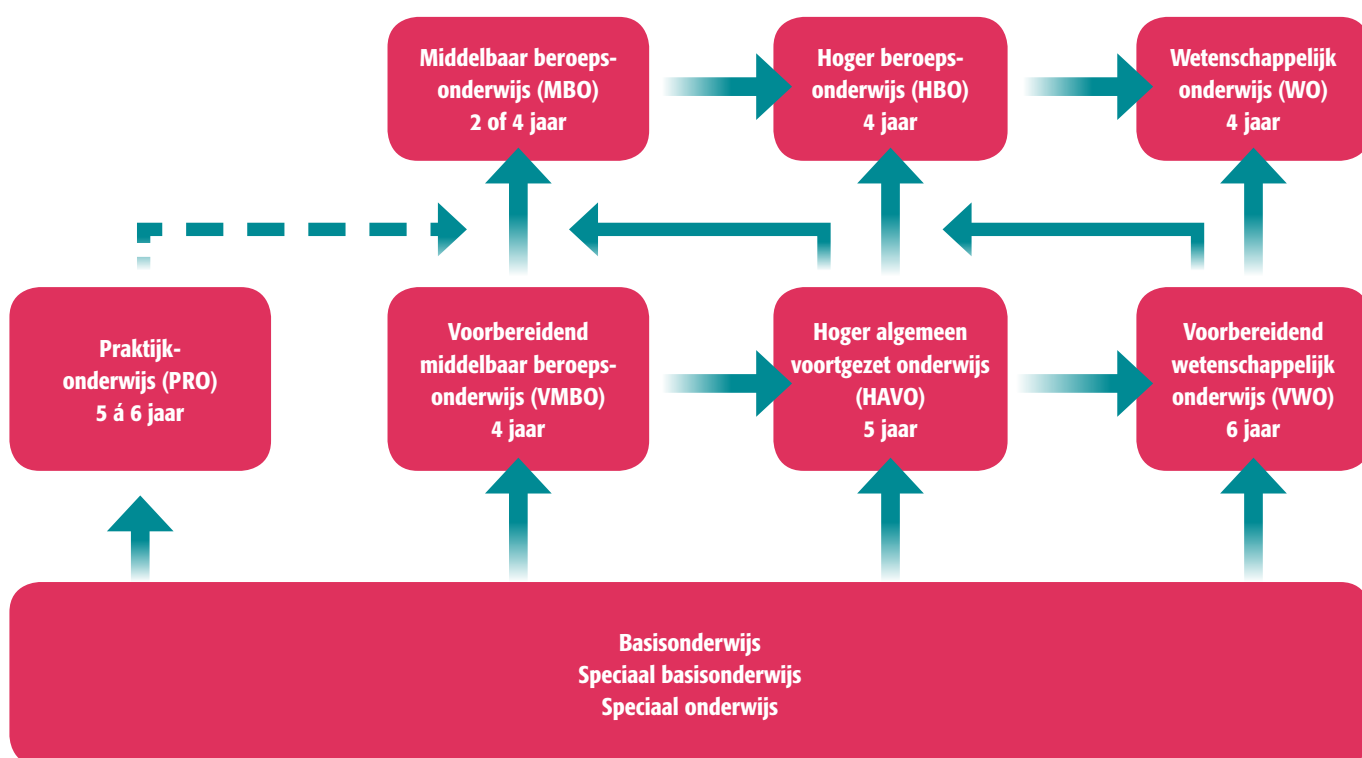 Middelbaar beroeps-
onderwijs (MBO)
2 of 4 jaar
Hoger beroeps-
onderwijs (HBO)
4 jaar
Wetenschappelijk
onderwijs (WO)
4 jaar
Praktijk-
onderwijs (PRO)
5 á 6 jaar
Voorbereidend
middelbaar beroeps-
onderwijs (VMBO)
4 jaar
Hoger algemeen
voortgezet onderwijs
(HAVO)
5 jaar
Voorbereidend
wetenschappelijk
onderwijs (VWO)
6 jaar
Basisonderwijs
Speciaal basisonderwijs
Speciaal onderwijs